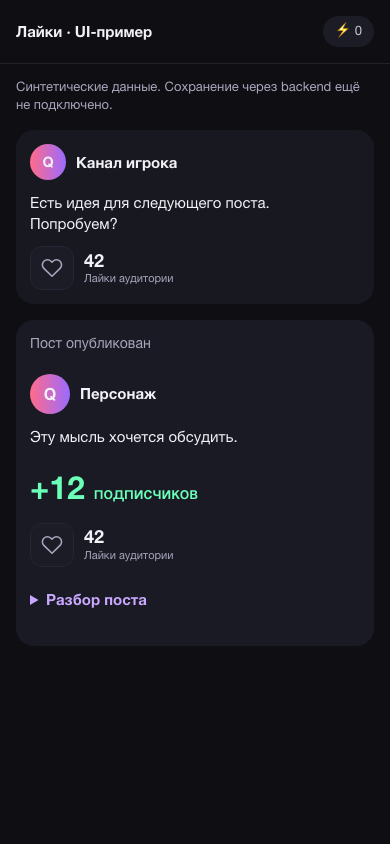 Лайки · UI-пример
⚡ 0
Синтетические данные. Сохранение через backend ещё
не подключено.
Q
Канал игрока
Есть идея для следующего поста.
Попробуем?
42
Лайки аудитории
Пост опубликован
Q
Персонаж
Эту мысль хочется обсудить.
+12 подписчиков
42
Лайки аудитории
Разбор поста